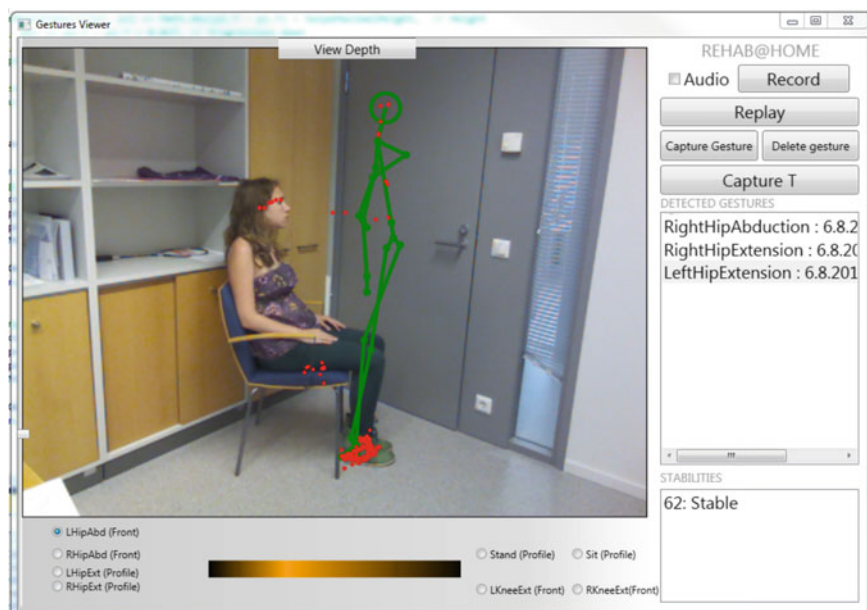 Gestures Viewer
View Depth
REHAB@HOME
Audio
Record
Replay
Capture Gesture
Delete gesture
Capture T
DETECTED GESTURES
RightHipAbduction : 6.8.2
RightHipExtension : 6.8.20
LeftHipExtension : 6.8.201
STABILITIES
62: Stable
LHipAbd (Front)
RHipAbd (Front)
LHipExt (Profile)
RHipExt (Profile)
Stand (Profile)
Sit (Profile)
LKneeExt (Front)
RKneeExt(Front)